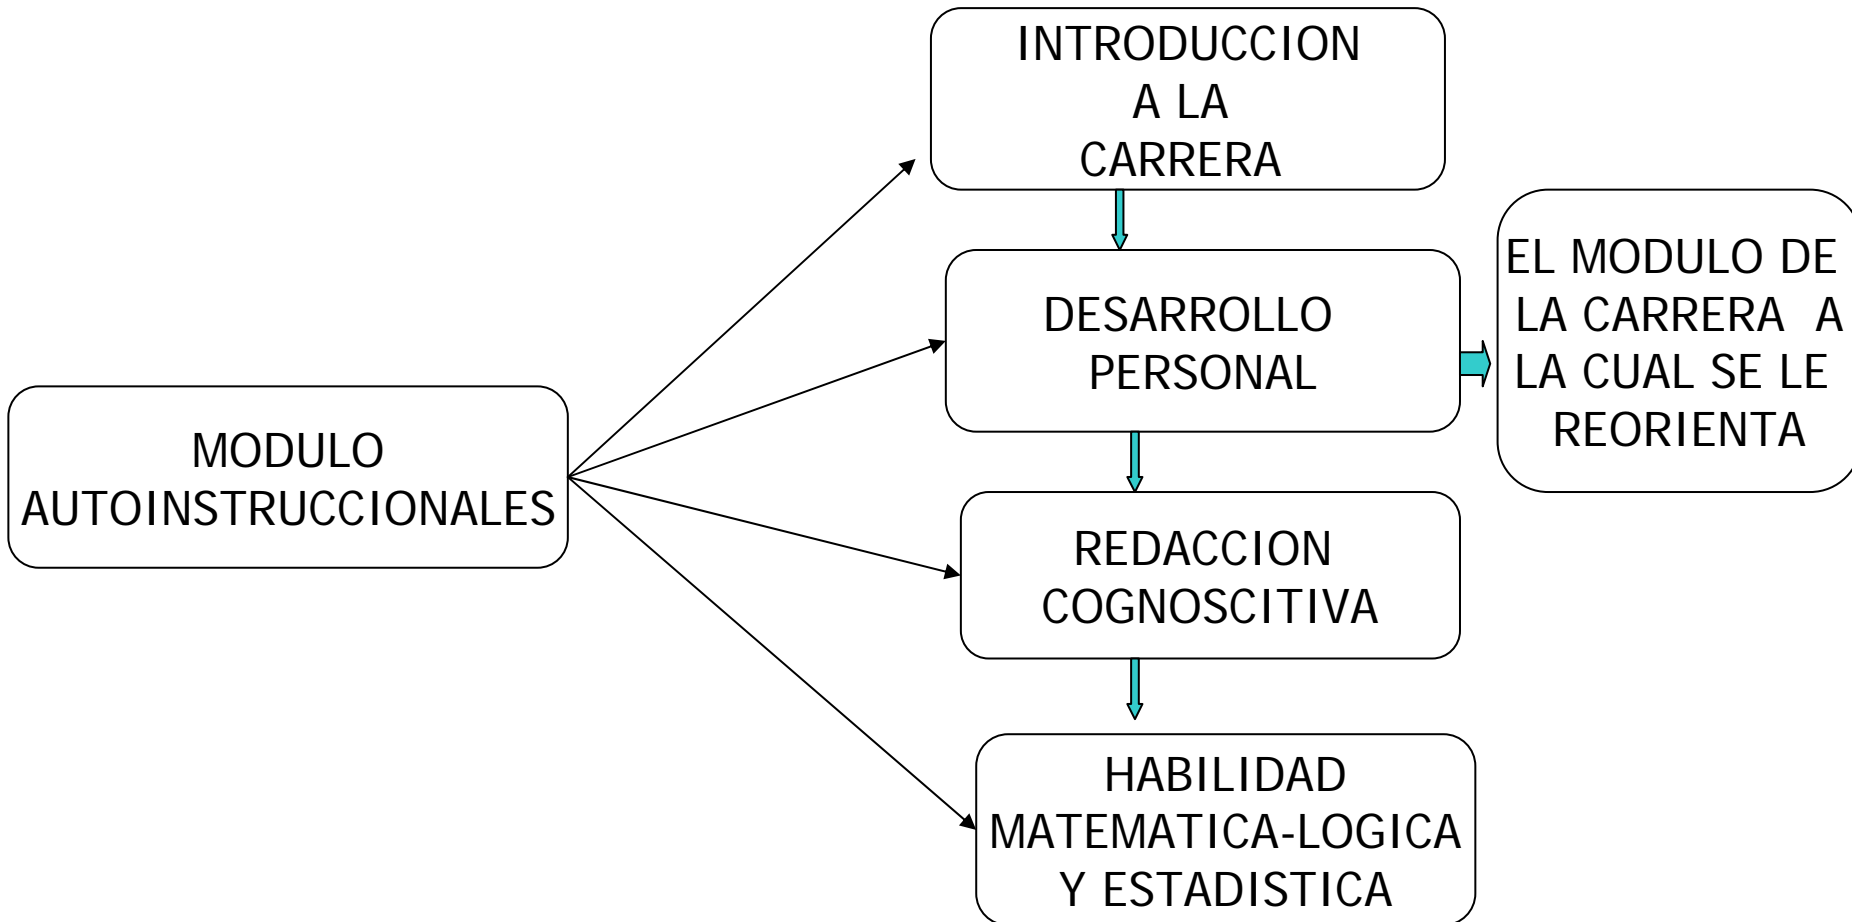 INTRODUCCION
A LA
CARRERA
DESARROLLO
PERSONAL
EL MODULO DE
LA CARRERA A
LA CUAL SE LE
REORIENTA
MODULO
AUTOINSTRUCCIONALES
REDACCION
COGNOSCITIVA
HABILIDAD
MATEMATICA-LOGICA
Y ESTADISTICA